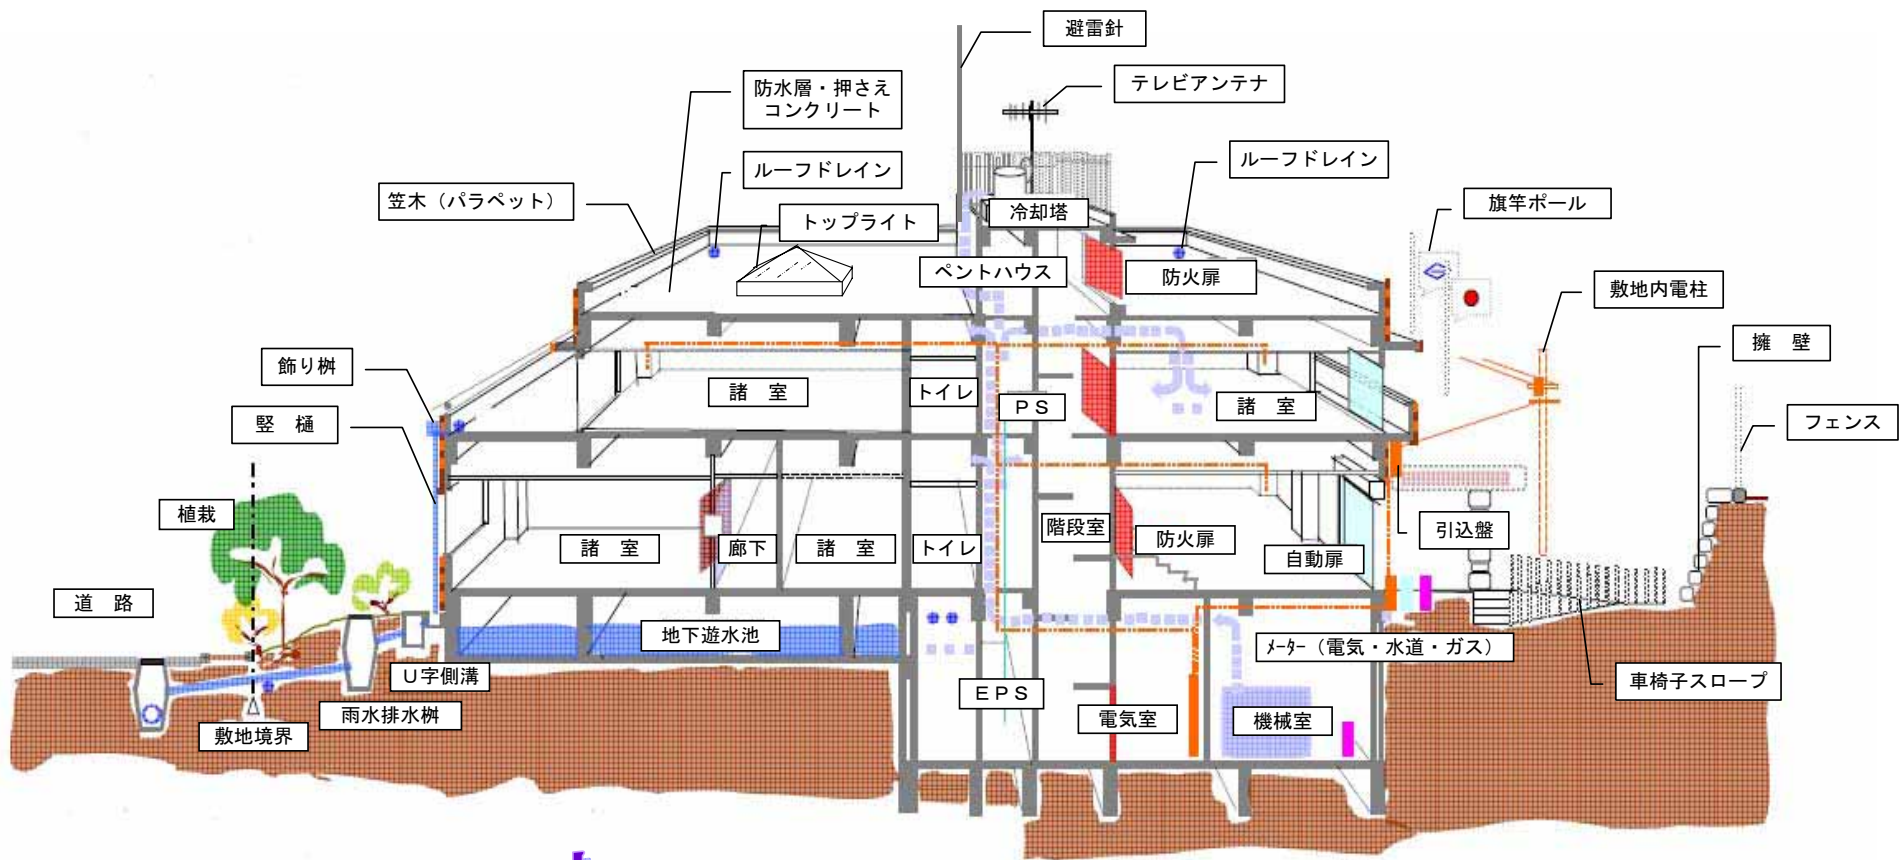 避雷針
テレビアンテナ
防水層・押さえ
コンクリート
ルーフドレイン
ルーフドレイン
笠木（パラペット）
トップライト
冷却塔
旗竿ポール
ペントハウス
防火扉
敷地内電柱
擁　壁
飾り桝
諸　室
トイレ
ＰＳ
諸　室
竪　樋
フェンス
植栽
諸　室
廊下
諸　室
トイレ
階段室
防火扉
自動扉
引込盤
道　路
地下遊水池
ﾒｰﾀｰ（電気・水道・ガス）
Ｕ字側溝
車椅子スロープ
ＥＰＳ
雨水排水桝
電気室
機械室
敷地境界